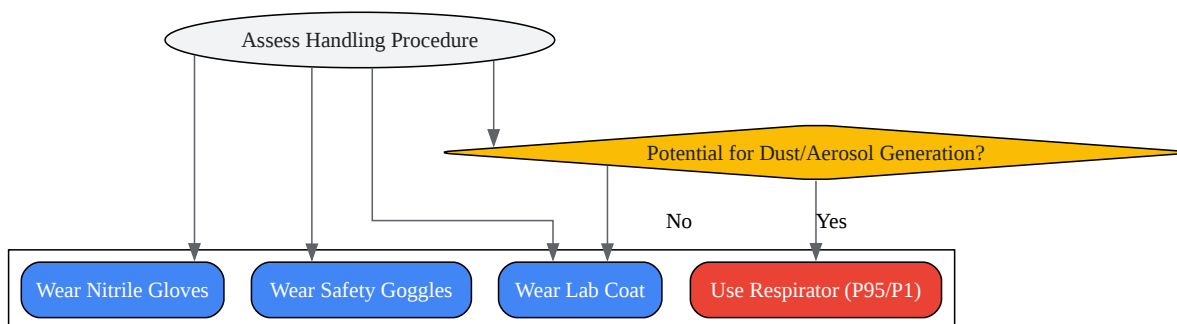 Assess Handling Procedure
Potential for Dust/Aerosol Generation?
No
Yes
Wear Nitrile Gloves
Wear Safety Goggles
Wear Lab Coat
Use Respirator (P95/P1)